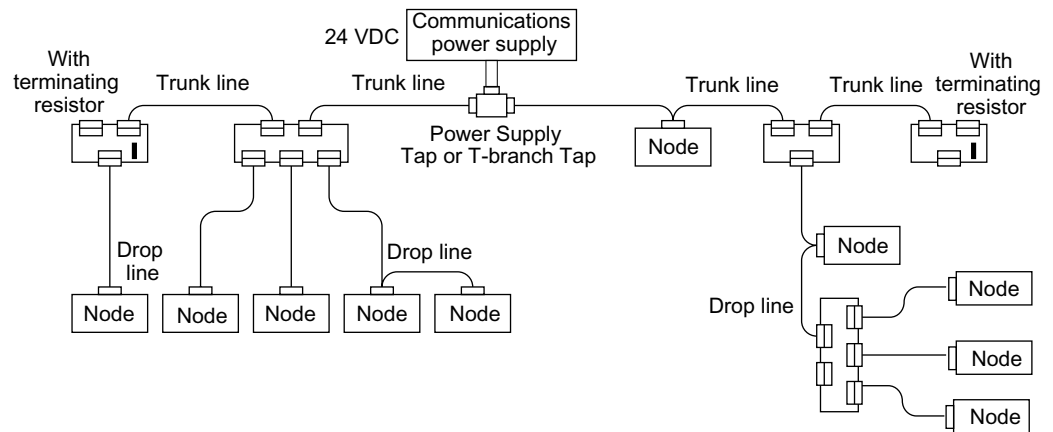 Communications
power supply
24 VDC
With
terminating
resistor
Trunk line
Trunk line
Power Supply
Tap or T-branch Tap
Trunk line
Trunk line
With
terminating
resistor
Node
Drop
line
Drop line
Node
Node
Node
Node
Node
Node
Drop line
Node
Node
Node